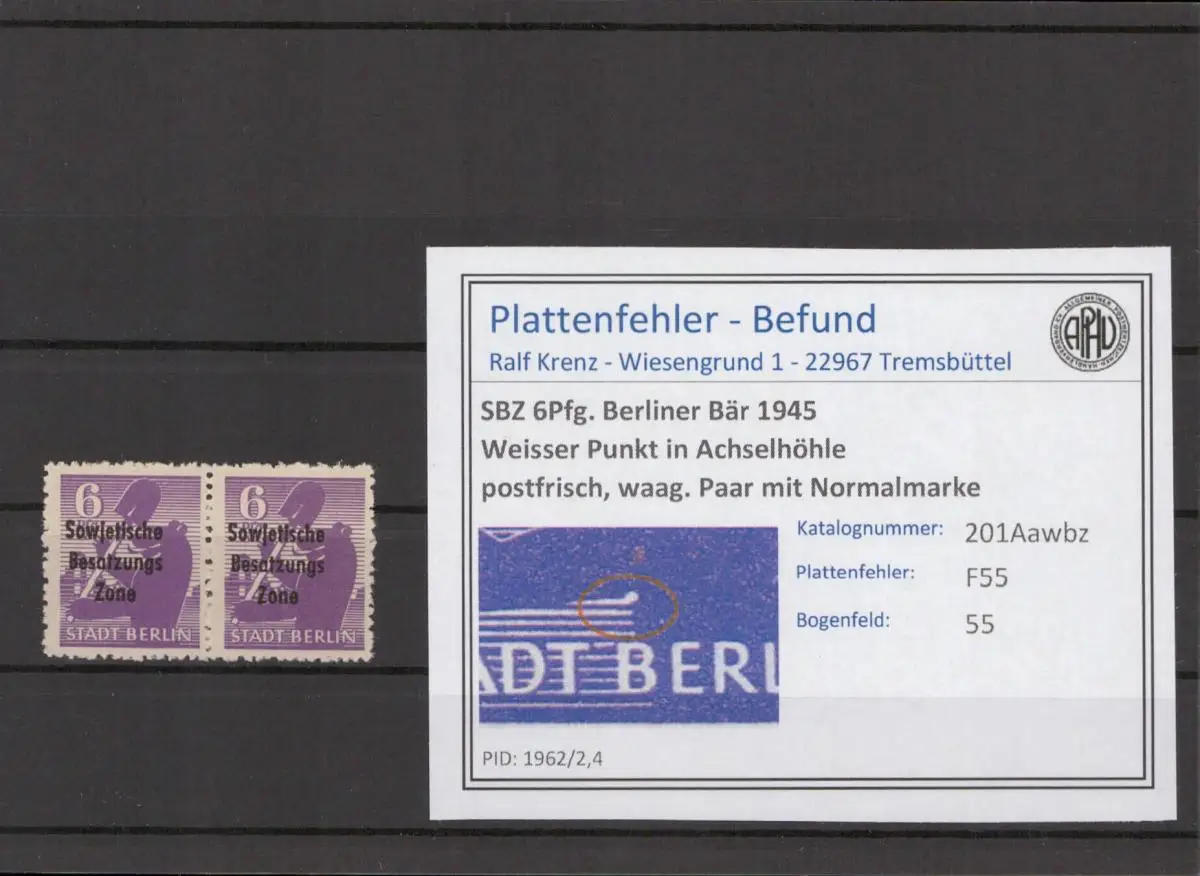 6
Sowjetische
Besatzungs
Zone
STADT BERLIN
6
Sowjetische
Besatzungs
Zone
STADT BERLIN
Plattenfehler - Befund
Ralf Krenz - Wiesengrund 1 - 22967 Tremsbüttel
APHV
SBZ 6Pfg. Berliner Bär 1945
Weisser Punkt in Achselhöhle
postfrisch, waag. Paar mit Normalmarke
ADT BERL
Katalognummer: 201Aawbz
Plattenfehler: F55
Bogenfeld: 55
PID: 1962/2,4